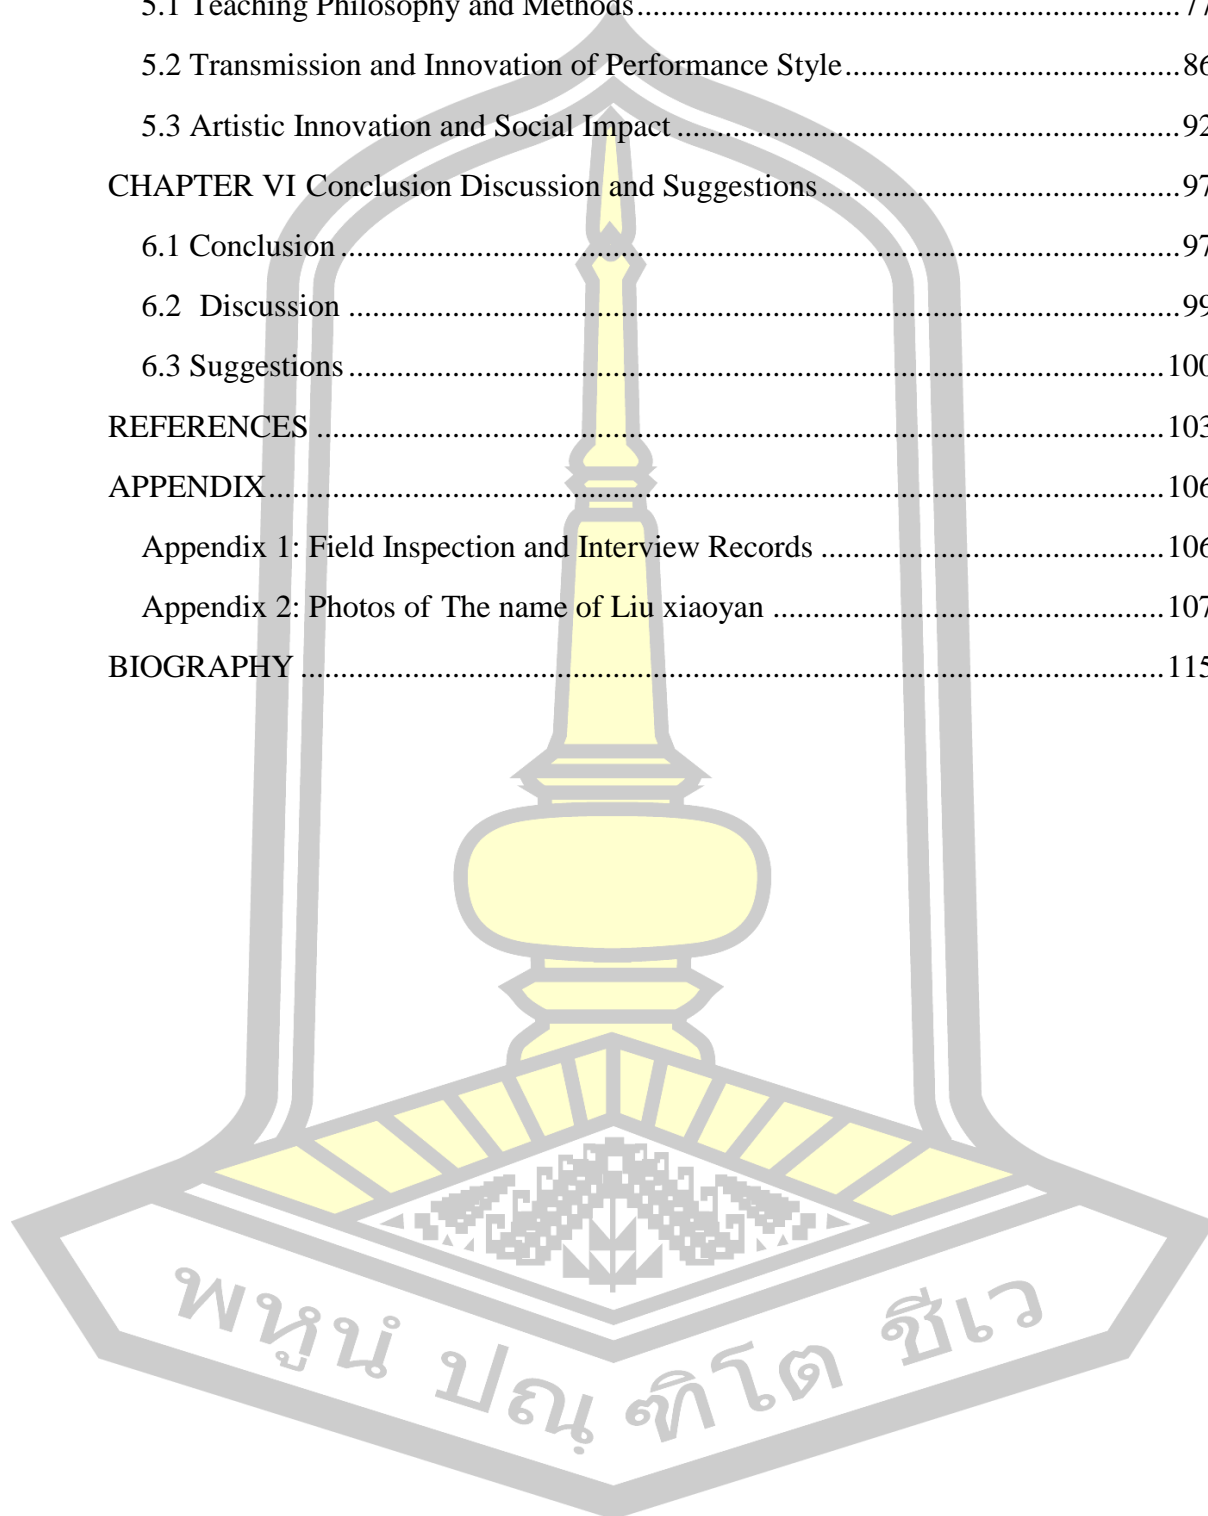 5.1 Teaching Philosophy and Methods........................................77
5.2 Transmission and Innovation of Performance Style........................................86
5.3 Artistic Innovation and Social Impact........................................92
CHAPTER VI Conclusion Discussion and Suggestions........................................97
6.1 Conclusion........................................97
6.2 Discussion........................................99
6.3 Suggestions........................................100
REFERENCES........................................103
APPENDIX........................................106
Appendix 1: Field Inspection and Interview Records........................................106
Appendix 2: Photos of The name of Liu xiaoyan........................................107
BIOGRAPHY........................................115
พหูนํ ปณฺฑิโต ชีเว